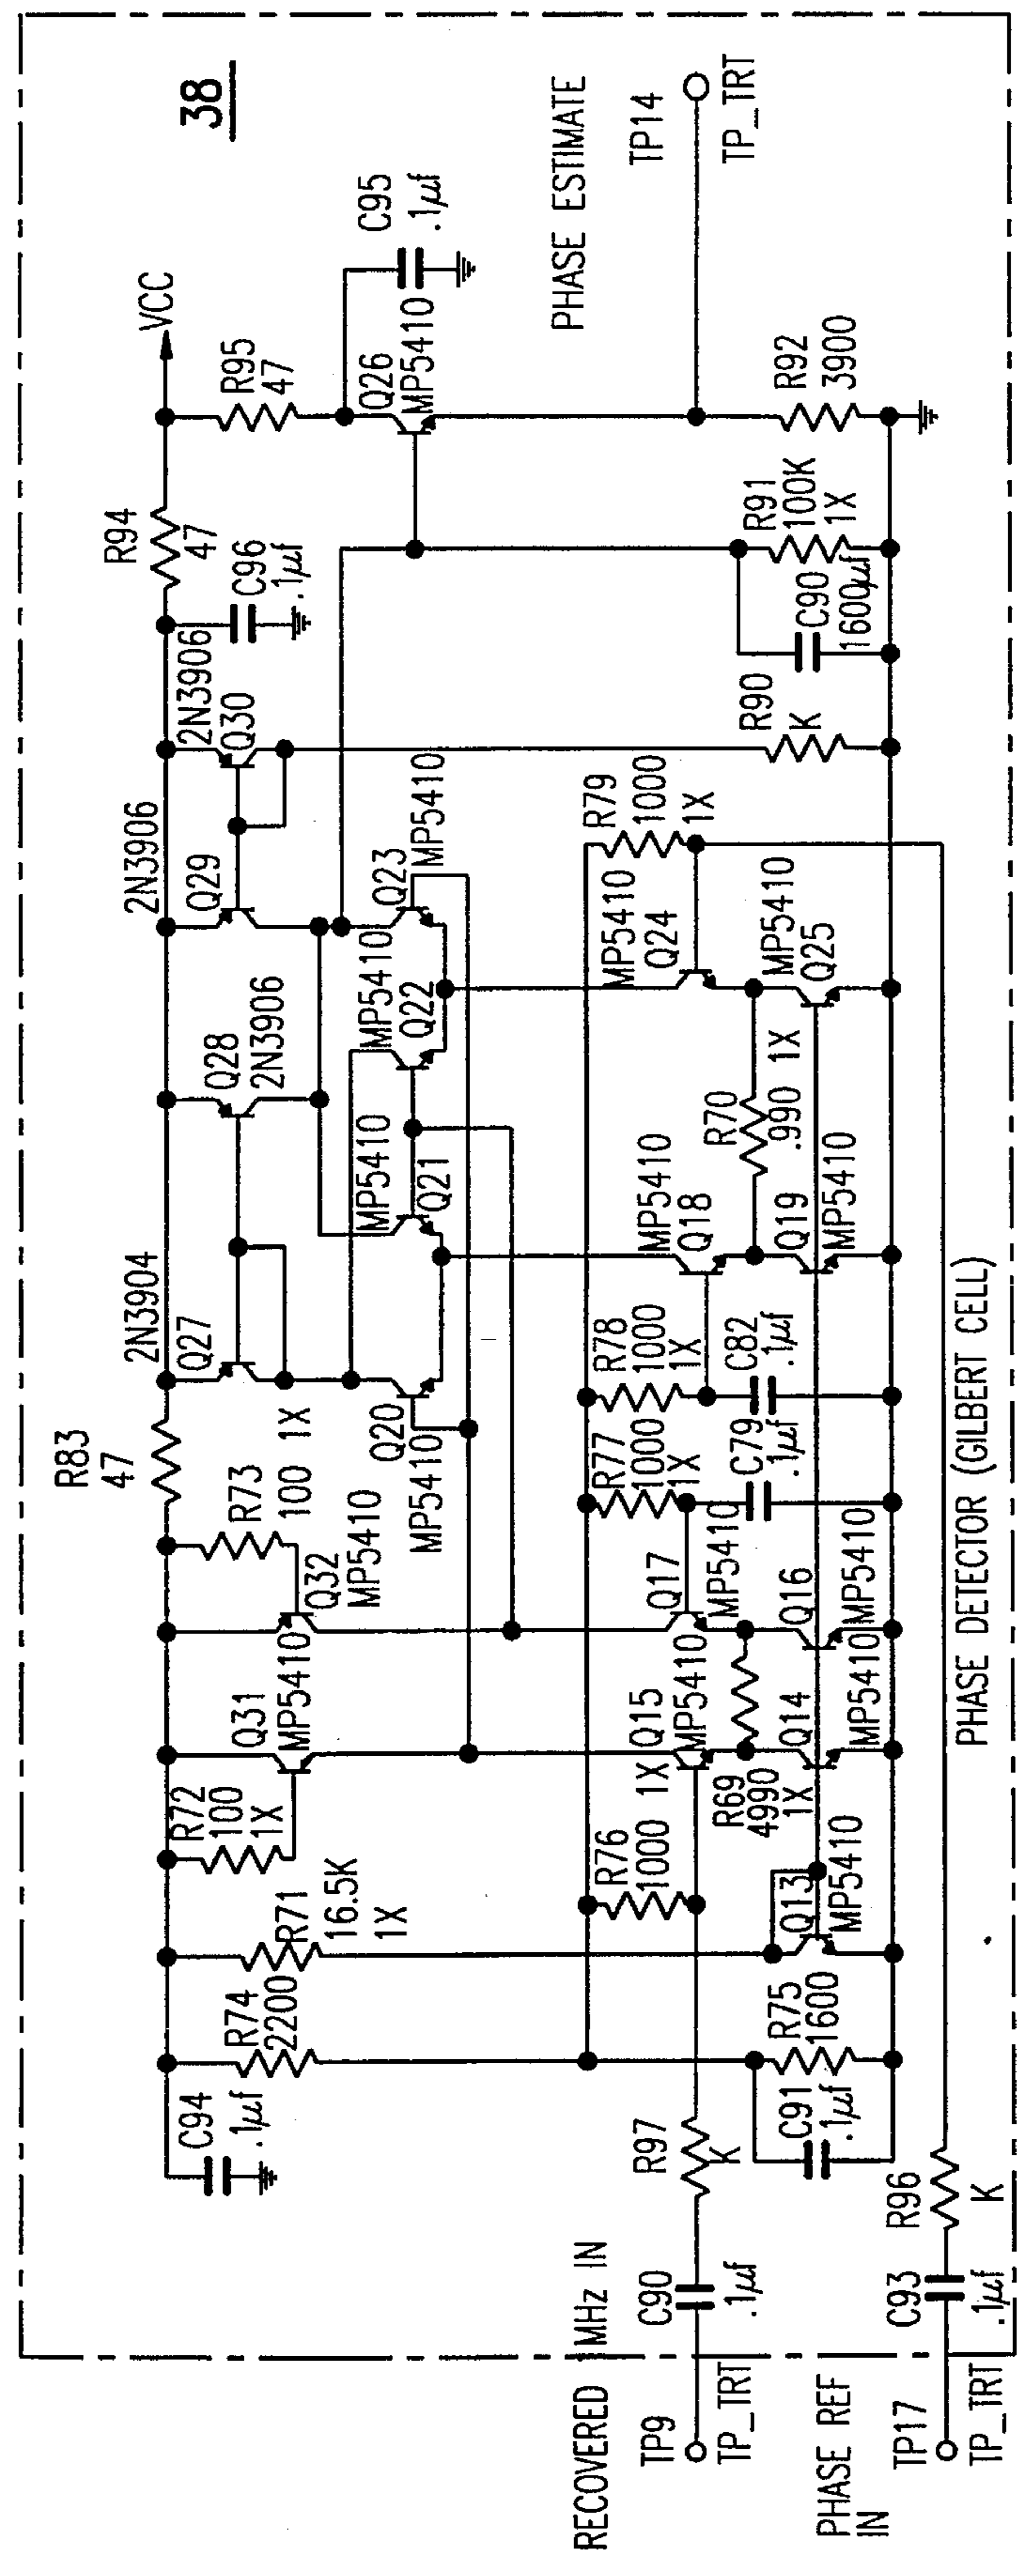 38
VCC
R94
47
R95
47
C95
.1µf
C96
.1µf
Q26
MP5410
PHASE ESTIMATE
TP14
TP_TRT
R92
3900
R91
100K
1X
C90
1600µf
R90
K
2N3906
Q30
2N3906
Q29
Q28
2N3906
2N3904
Q27
Q23
MP5410
MP5410
Q22
MP5410
Q21
Q20
MP5410
R79
1000
1X
MP5410
Q24
MP5410
Q25
R70
.990
1X
MP5410
Q18
Q19
MP5410
R78
1000
1X
C82
.1µf
R77
1000
1X
C79
.1µf
R83
47
R73
100
1X
Q32
MP5410
Q31
MP5410
R72
100
1X
Q17
MP5410
Q16
MP5410
Q15
MP5410
1X
R69
4990
1X
Q14
MP5410
R76
1000
R71
16.5K
1X
Q13
MP5410
R74
2200
R75
1600
C94
.1µf
C91
.1µf
R97
K
R96
K
C90
.1µf
C93
.1µf
RECOVERED MHz IN
TP9
TP_TRT
PHASE REF
IN
TP17
TP_TRT
PHASE DETECTOR (GILBERT CELL)